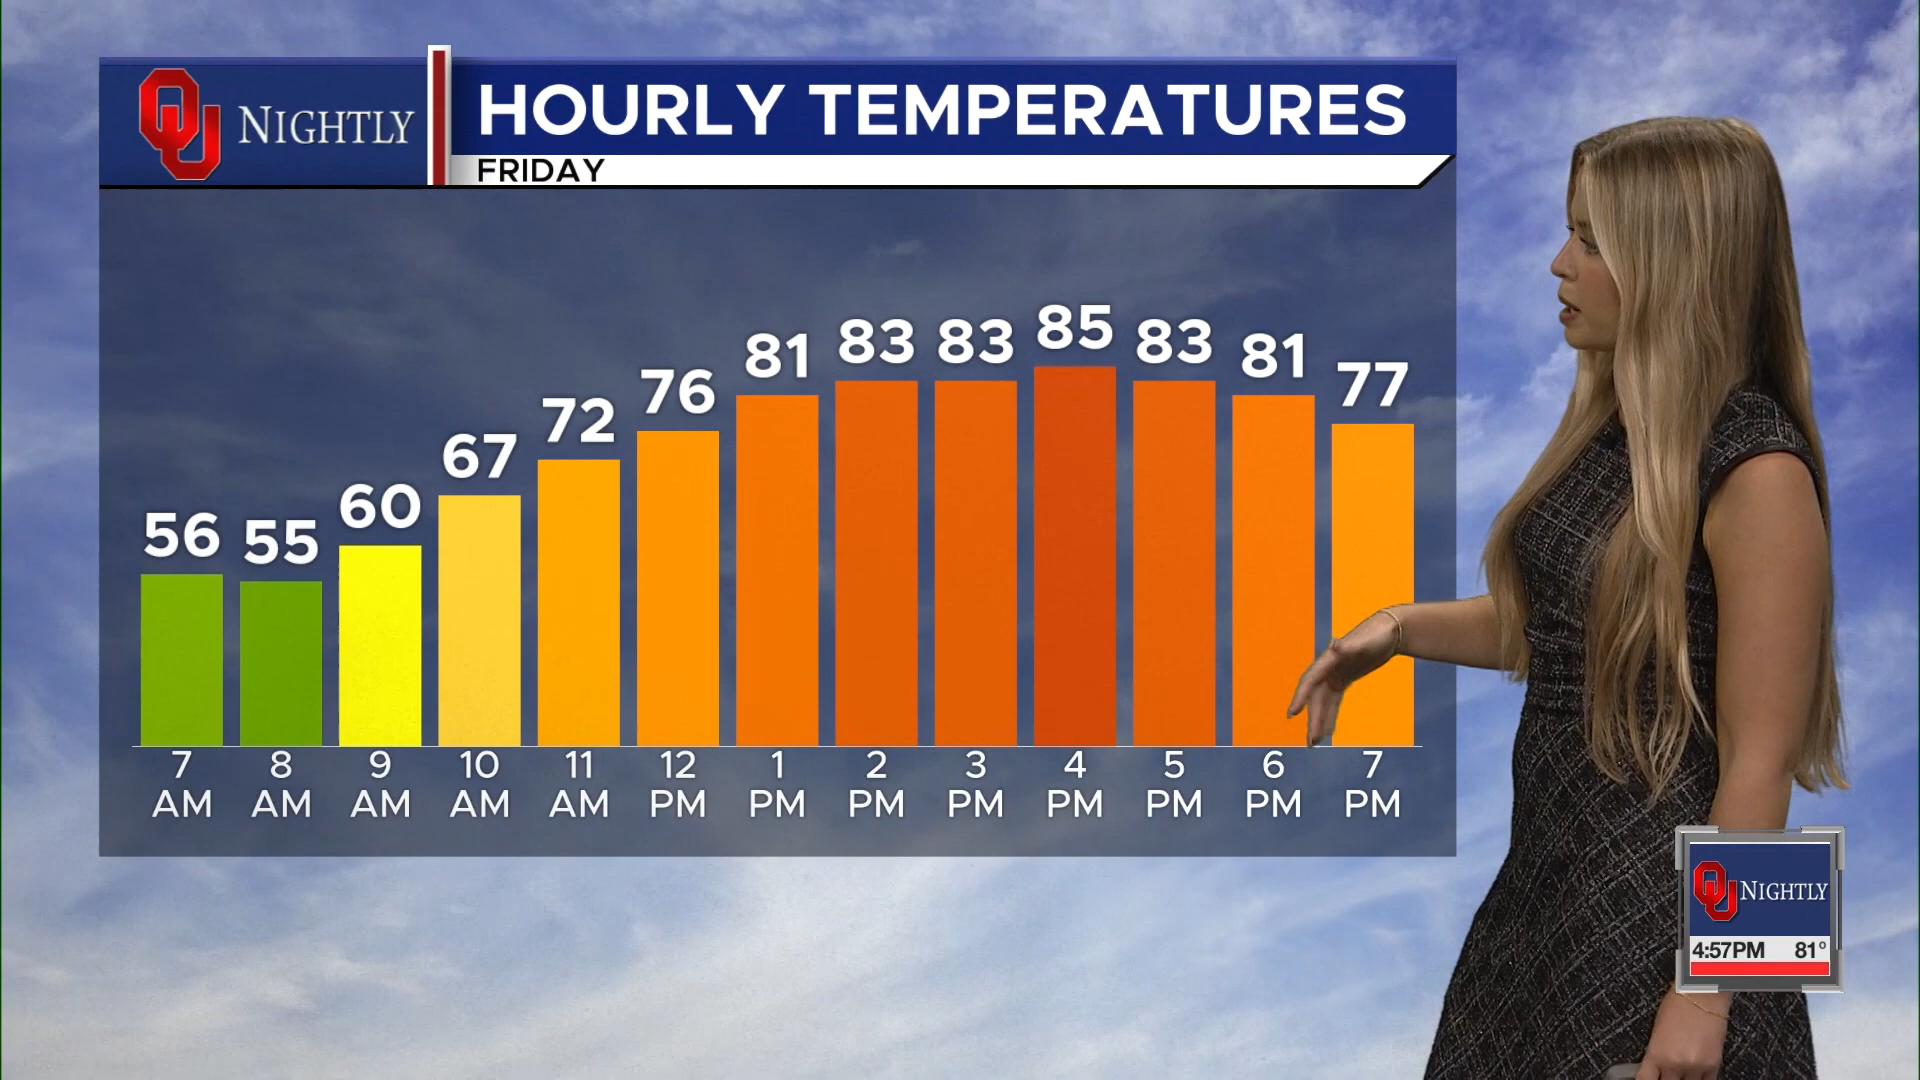 OU NIGHTLY
HOURLY TEMPERATURES
FRIDAY
56 55 60 67 72 76 81 83 83 85 83 81 77
7 8 9 10 11 12 1 2 3 4 5 6 7
AM AM AM AM AM PM PM PM PM PM PM PM PM
OU NIGHTLY
4:57PM 81°